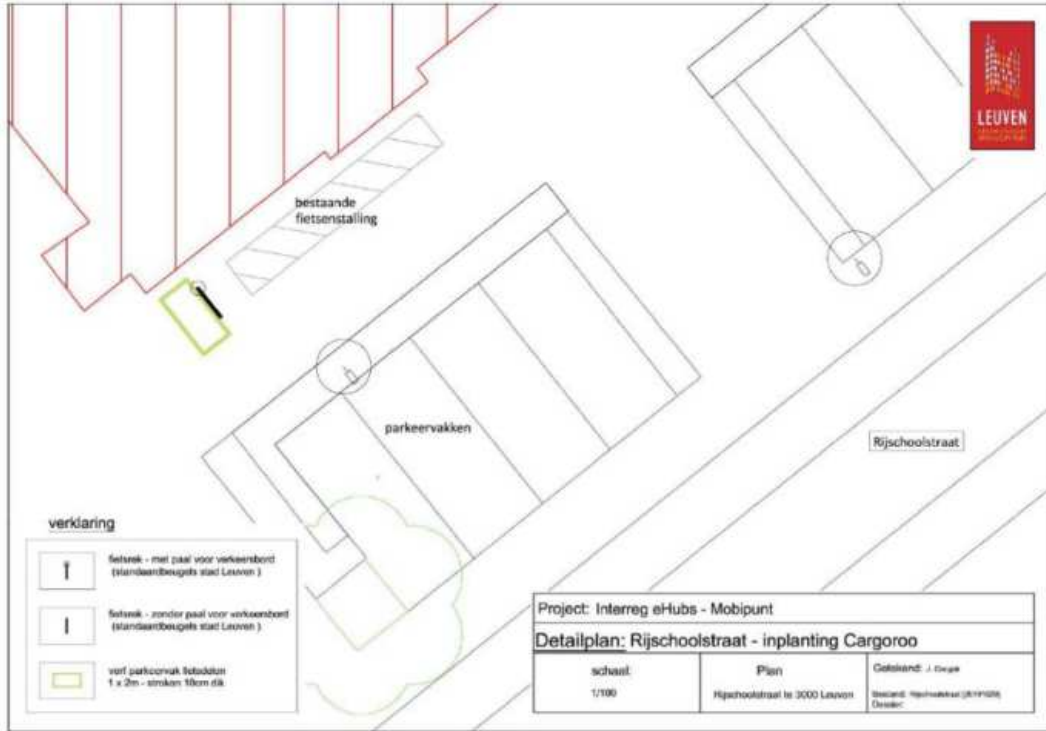 LEUVEN
bestaande
fietsenstalling
parkeervakken
Rijschoolstraat
verklaring
fietsrek - met paal voor verkeersbord
(standaardbeugels stad Leuven )
fietsrek - zonder paal voor verkeersbord
(standaardbeugels stad Leuven )
verf parkeervak fietsdelen
1 x 2m - stroken 10cm dik
Project: Interreg eHubs - Mobipunt
Detailplan: Rijschoolstraat - inplanting Cargoroo
schaal:
1/100
Plan
Rijschoolstraat te 3000 Leuven
Getekend: J.
Bestand:
Dossier: